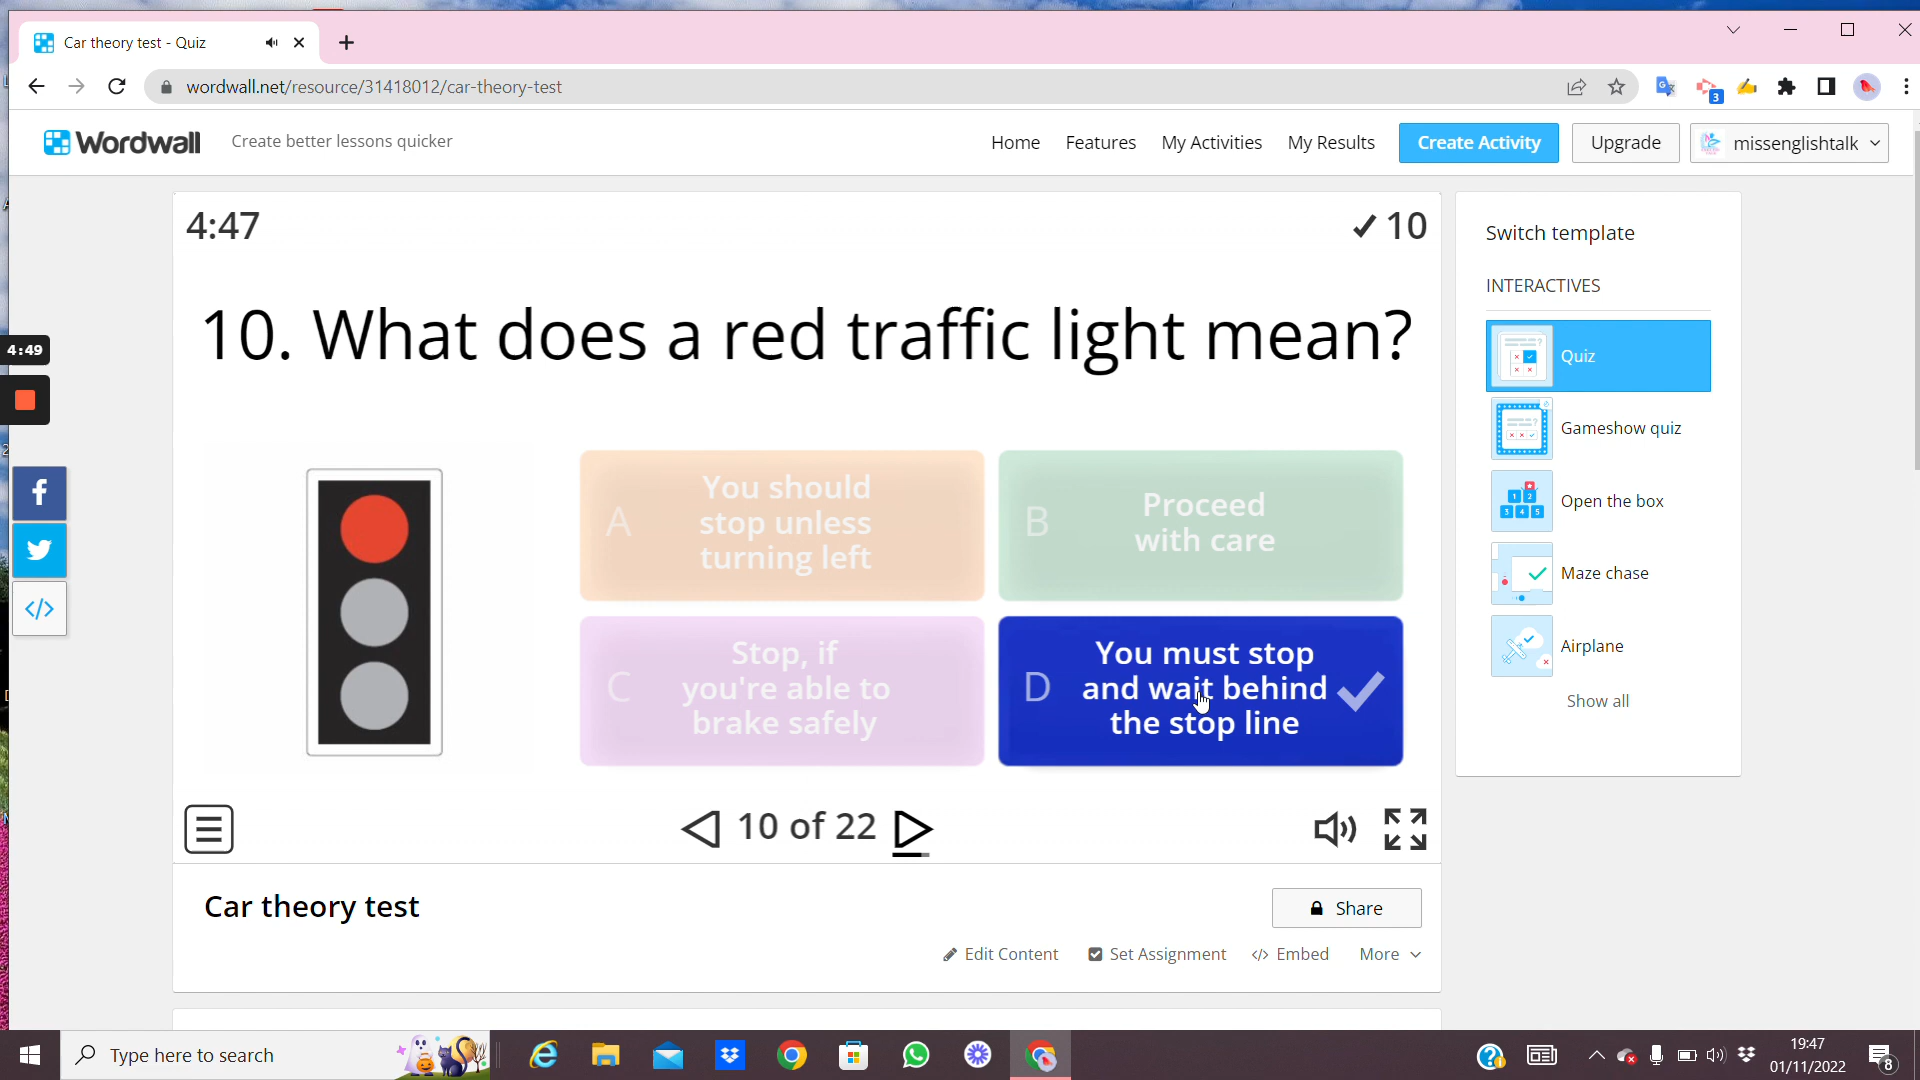 Car theory test - Quiz
wordwall.net/resource/31418012/car-theory-test
3
Wordwall
Create better lessons quicker
Home
Features
My Activities
My Results
Create Activity
Upgrade
missenglishtalk
4:47
10
10. What does a red traffic light mean?
4:49
A
You should
stop unless
turning left
B
Proceed
with care
C
Stop, if
you're able to
brake safely
D
You must stop
and wait behind
the stop line
10 of 22
Switch template
INTERACTIVES
Quiz
Gameshow quiz
Open the box
Maze chase
Airplane
Show all
Car theory test
Share
Edit Content
Set Assignment
Embed
More
Type here to search
19:47
01/11/2022
8